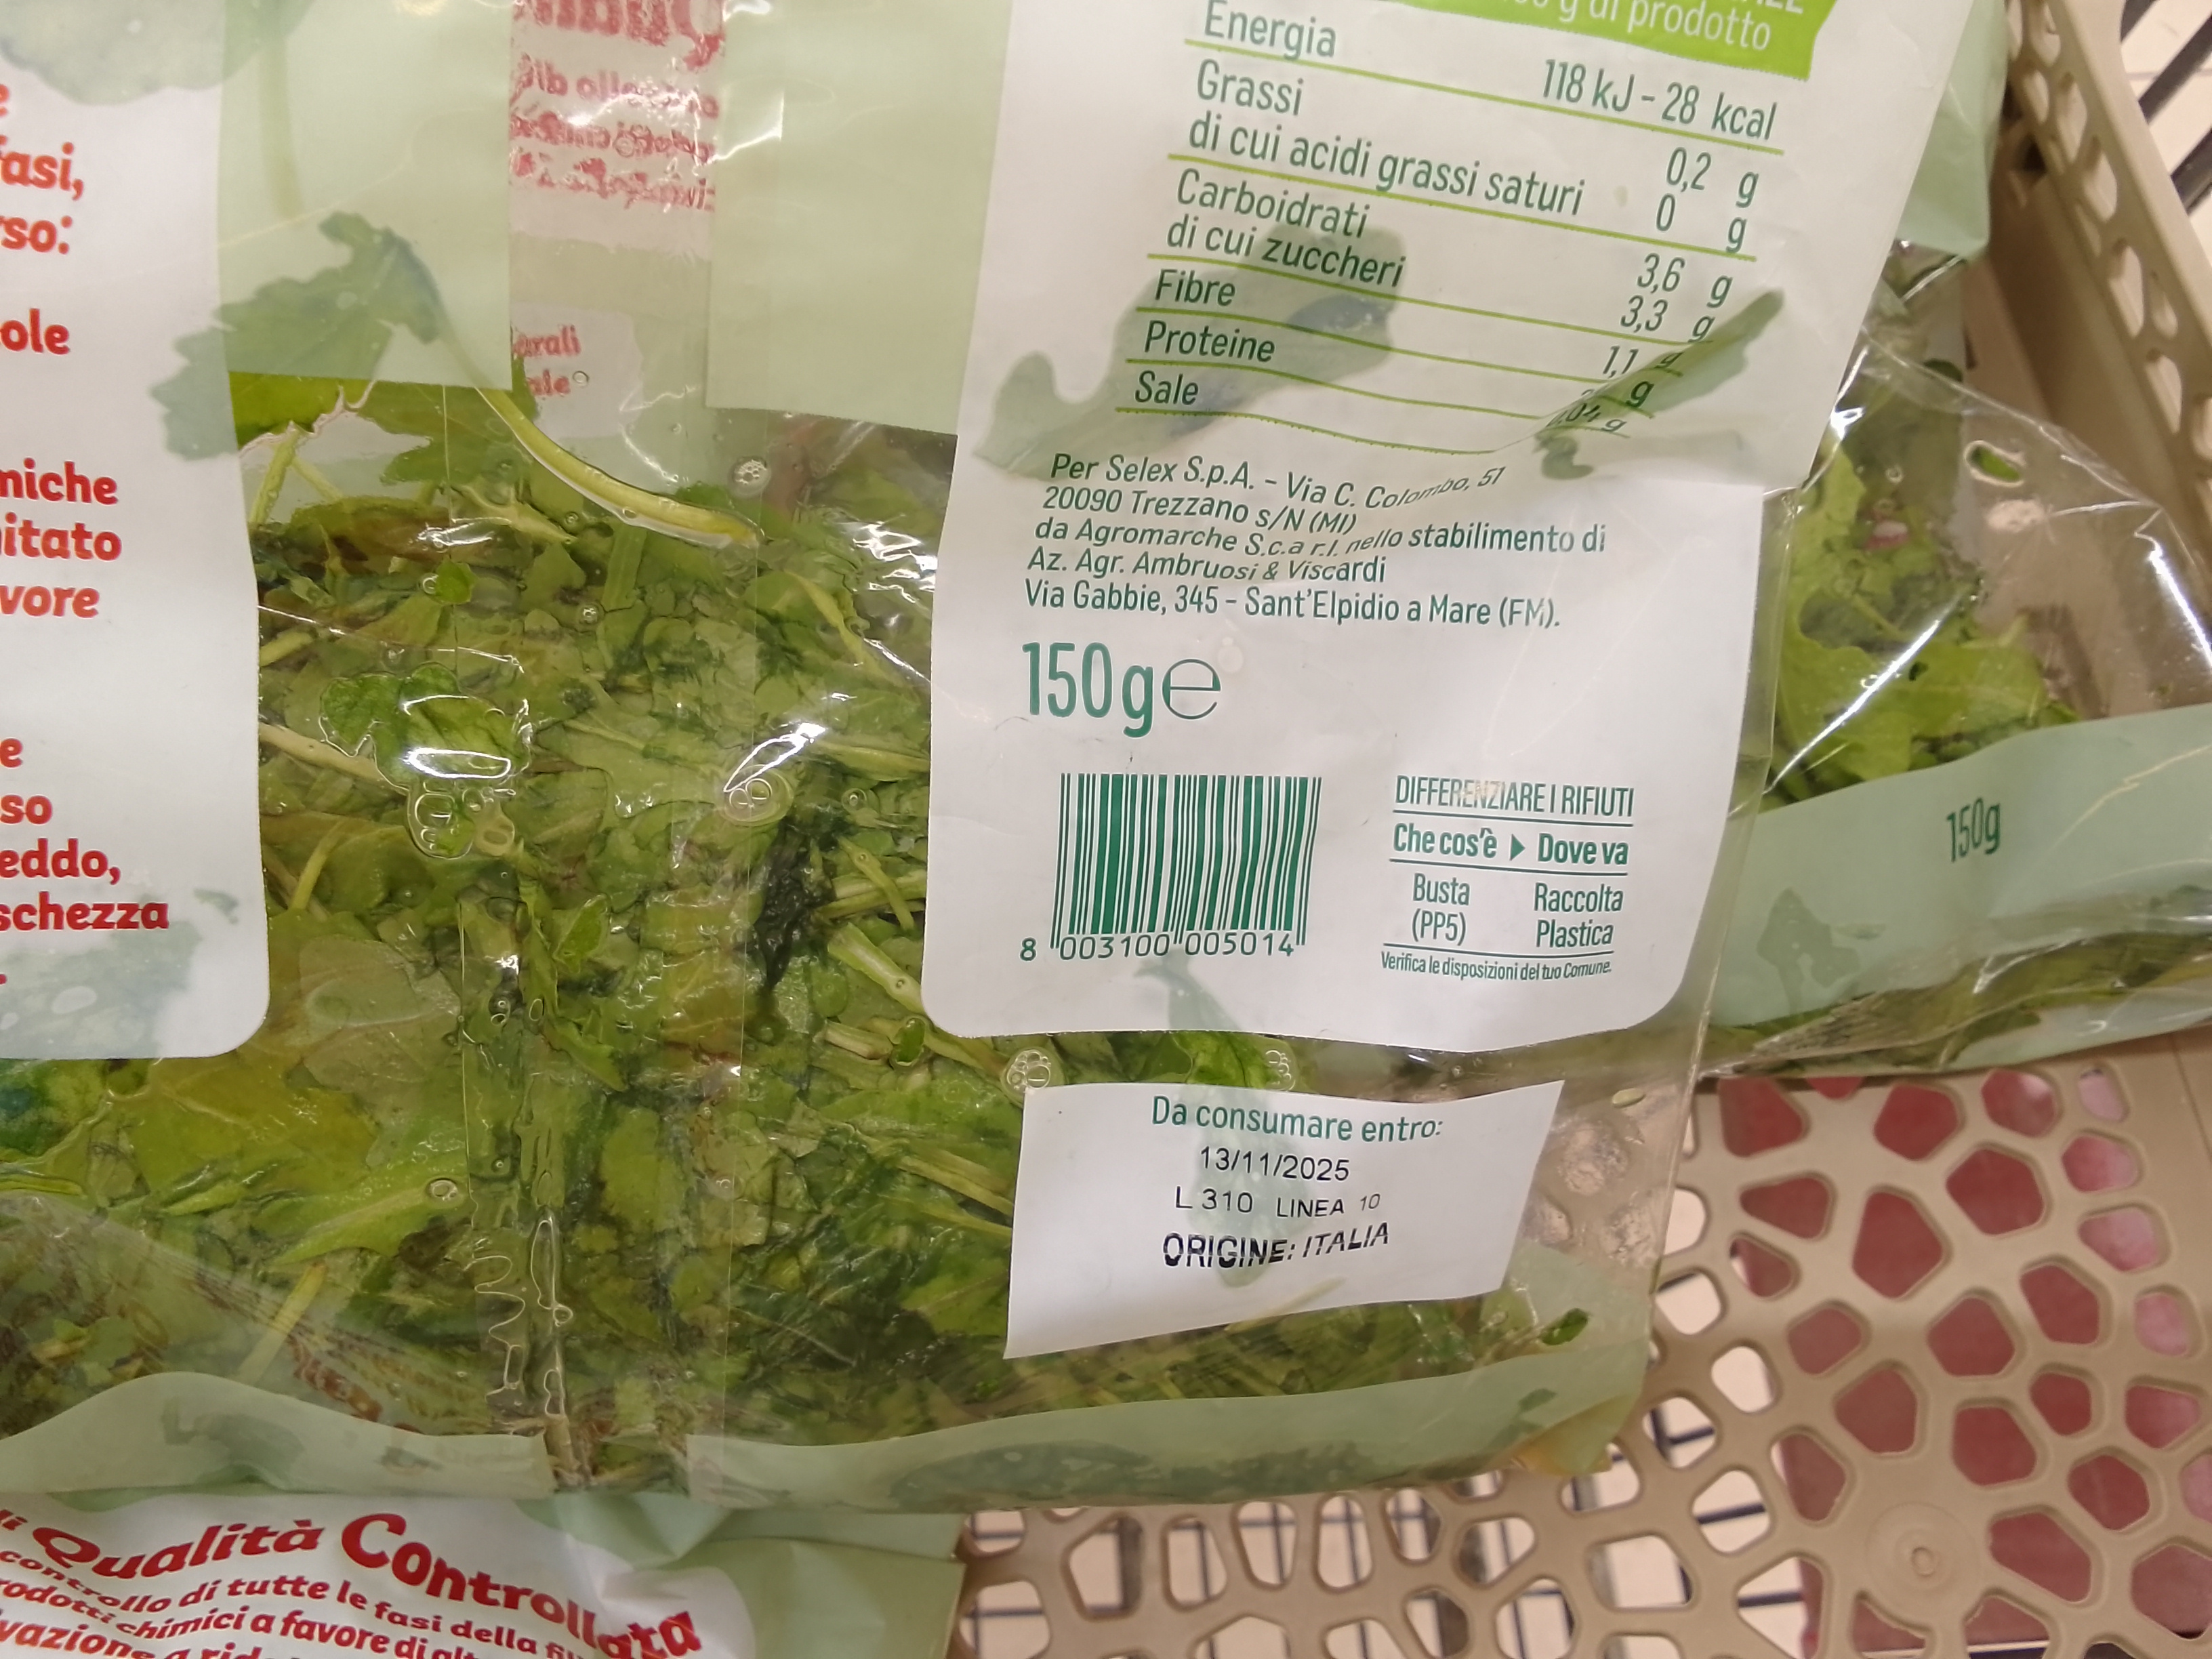 g di prodotto
Energia 118 kJ - 28 kcal
Grassi 0,2 g
di cui acidi grassi saturi 0 g
Carboidrati 3,6 g
di cui zuccheri 3,3 g
Fibre 1,1 g
Proteine g
Sale g
Per Selex S.p.A. - Via C. Colombo, 51
20090 Trezzano s/N (MI)
da Agromarche S.c.a r.l. nello stabilimento di
Az. Agr. Ambruosi & Viscardi
Via Gabbie, 345 - Sant'Elpidio a Mare (FM).
150g℮
8 003100 005014
DIFFERENZIARE I RIFIUTI
Che cos'è ▶ Dove va
Busta Raccolta
(PP5) Plastica
Verifica le disposizioni del tuo Comune.
Da consumare entro:
13/11/2025
L 310 LINEA 10
ORIGINE: ITALIA
150g
fasi,
miche
vore
e
so
eddo,
schezza
Qualità Controllata
controllo di tutte le fasi della
chimici a favore di